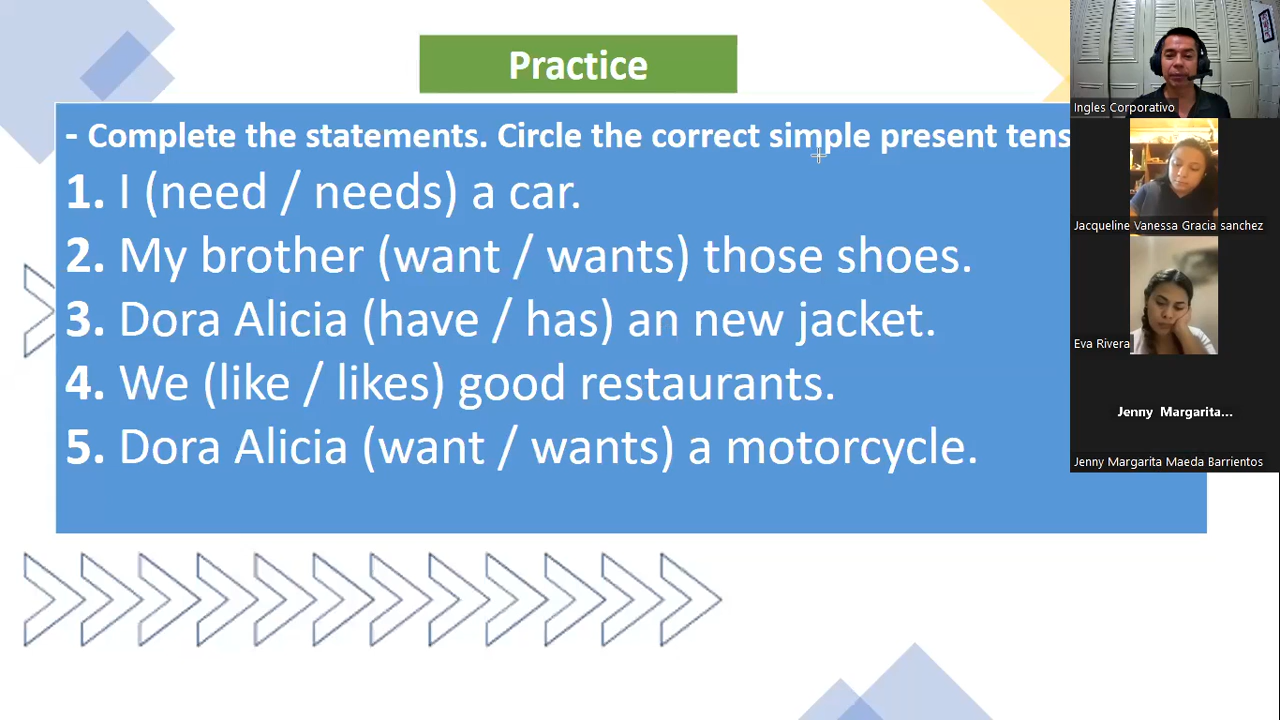 Practice
- Complete the statements. Circle the correct simple present tens
1. I (need / needs) a car.
2. My brother (want / wants) those shoes.
3. Dora Alicia (have / has) an new jacket.
4. We (like / likes) good restaurants.
5. Dora Alicia (want / wants) a motorcycle.
Ingles Corporativo
Jacqueline Vanessa Gracia sanchez
Eva Rivera
Jenny Margarita...
Jenny Margarita Maeda Barrientos